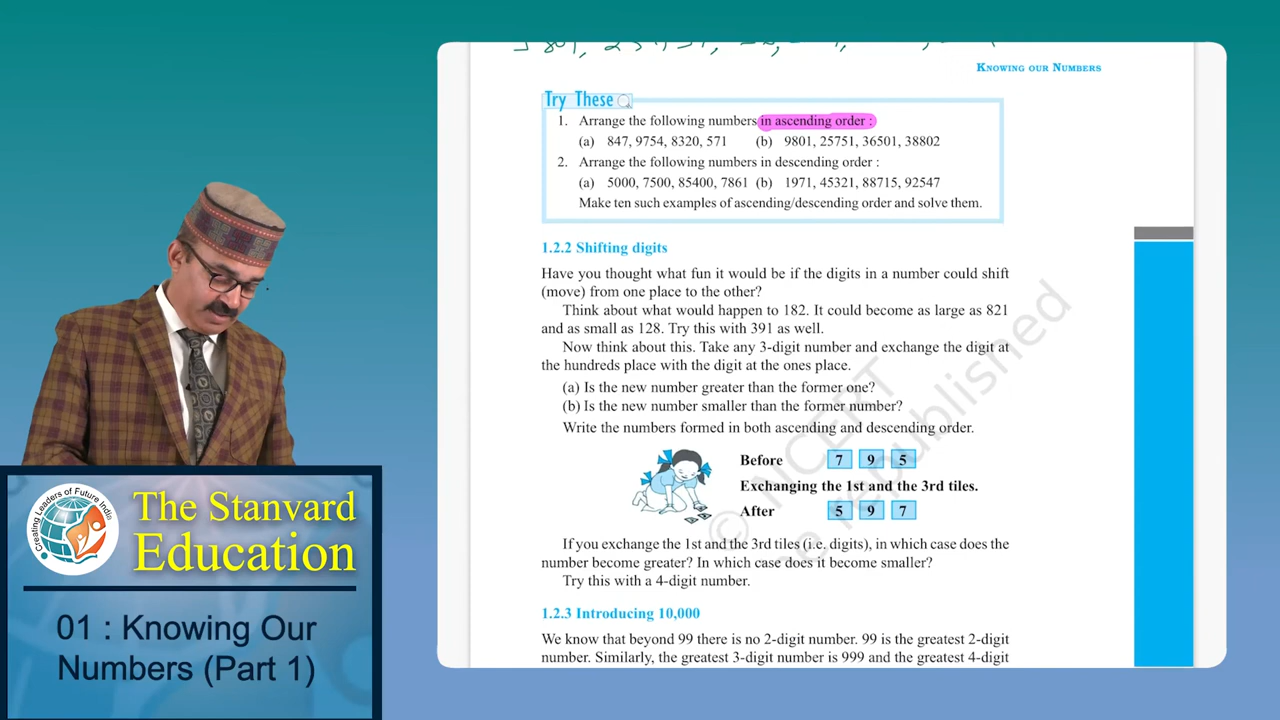 Knowing our Numbers
Try These
1. Arrange the following numbers in ascending order :
(a) 847, 9754, 8320, 571 (b) 9801, 25751, 36501, 38802
2. Arrange the following numbers in descending order :
(a) 5000, 7500, 85400, 7861 (b) 1971, 45321, 88715, 92547
Make ten such examples of ascending/descending order and solve them.
1.2.2 Shifting digits
Have you thought what fun it would be if the digits in a number could shift
(move) from one place to the other?
Think about what would happen to 182. It could become as large as 821
and as small as 128. Try this with 391 as well.
Now think about this. Take any 3-digit number and exchange the digit at
the hundreds place with the digit at the ones place.
(a) Is the new number greater than the former one?
(b) Is the new number smaller than the former number?
Write the numbers formed in both ascending and descending order.
Before 7 9 5
Exchanging the 1st and the 3rd tiles.
After 5 9 7
If you exchange the 1st and the 3rd tiles (i.e. digits), in which case does the
number become greater? In which case does it become smaller?
Try this with a 4-digit number.
1.2.3 Introducing 10,000
We know that beyond 99 there is no 2-digit number. 99 is the greatest 2-digit
number. Similarly, the greatest 3-digit number is 999 and the greatest 4-digit
© NCERT
be republished
Creating Leaders of Future India
The Stanvard
Education
01 : Knowing Our
Numbers (Part 1)